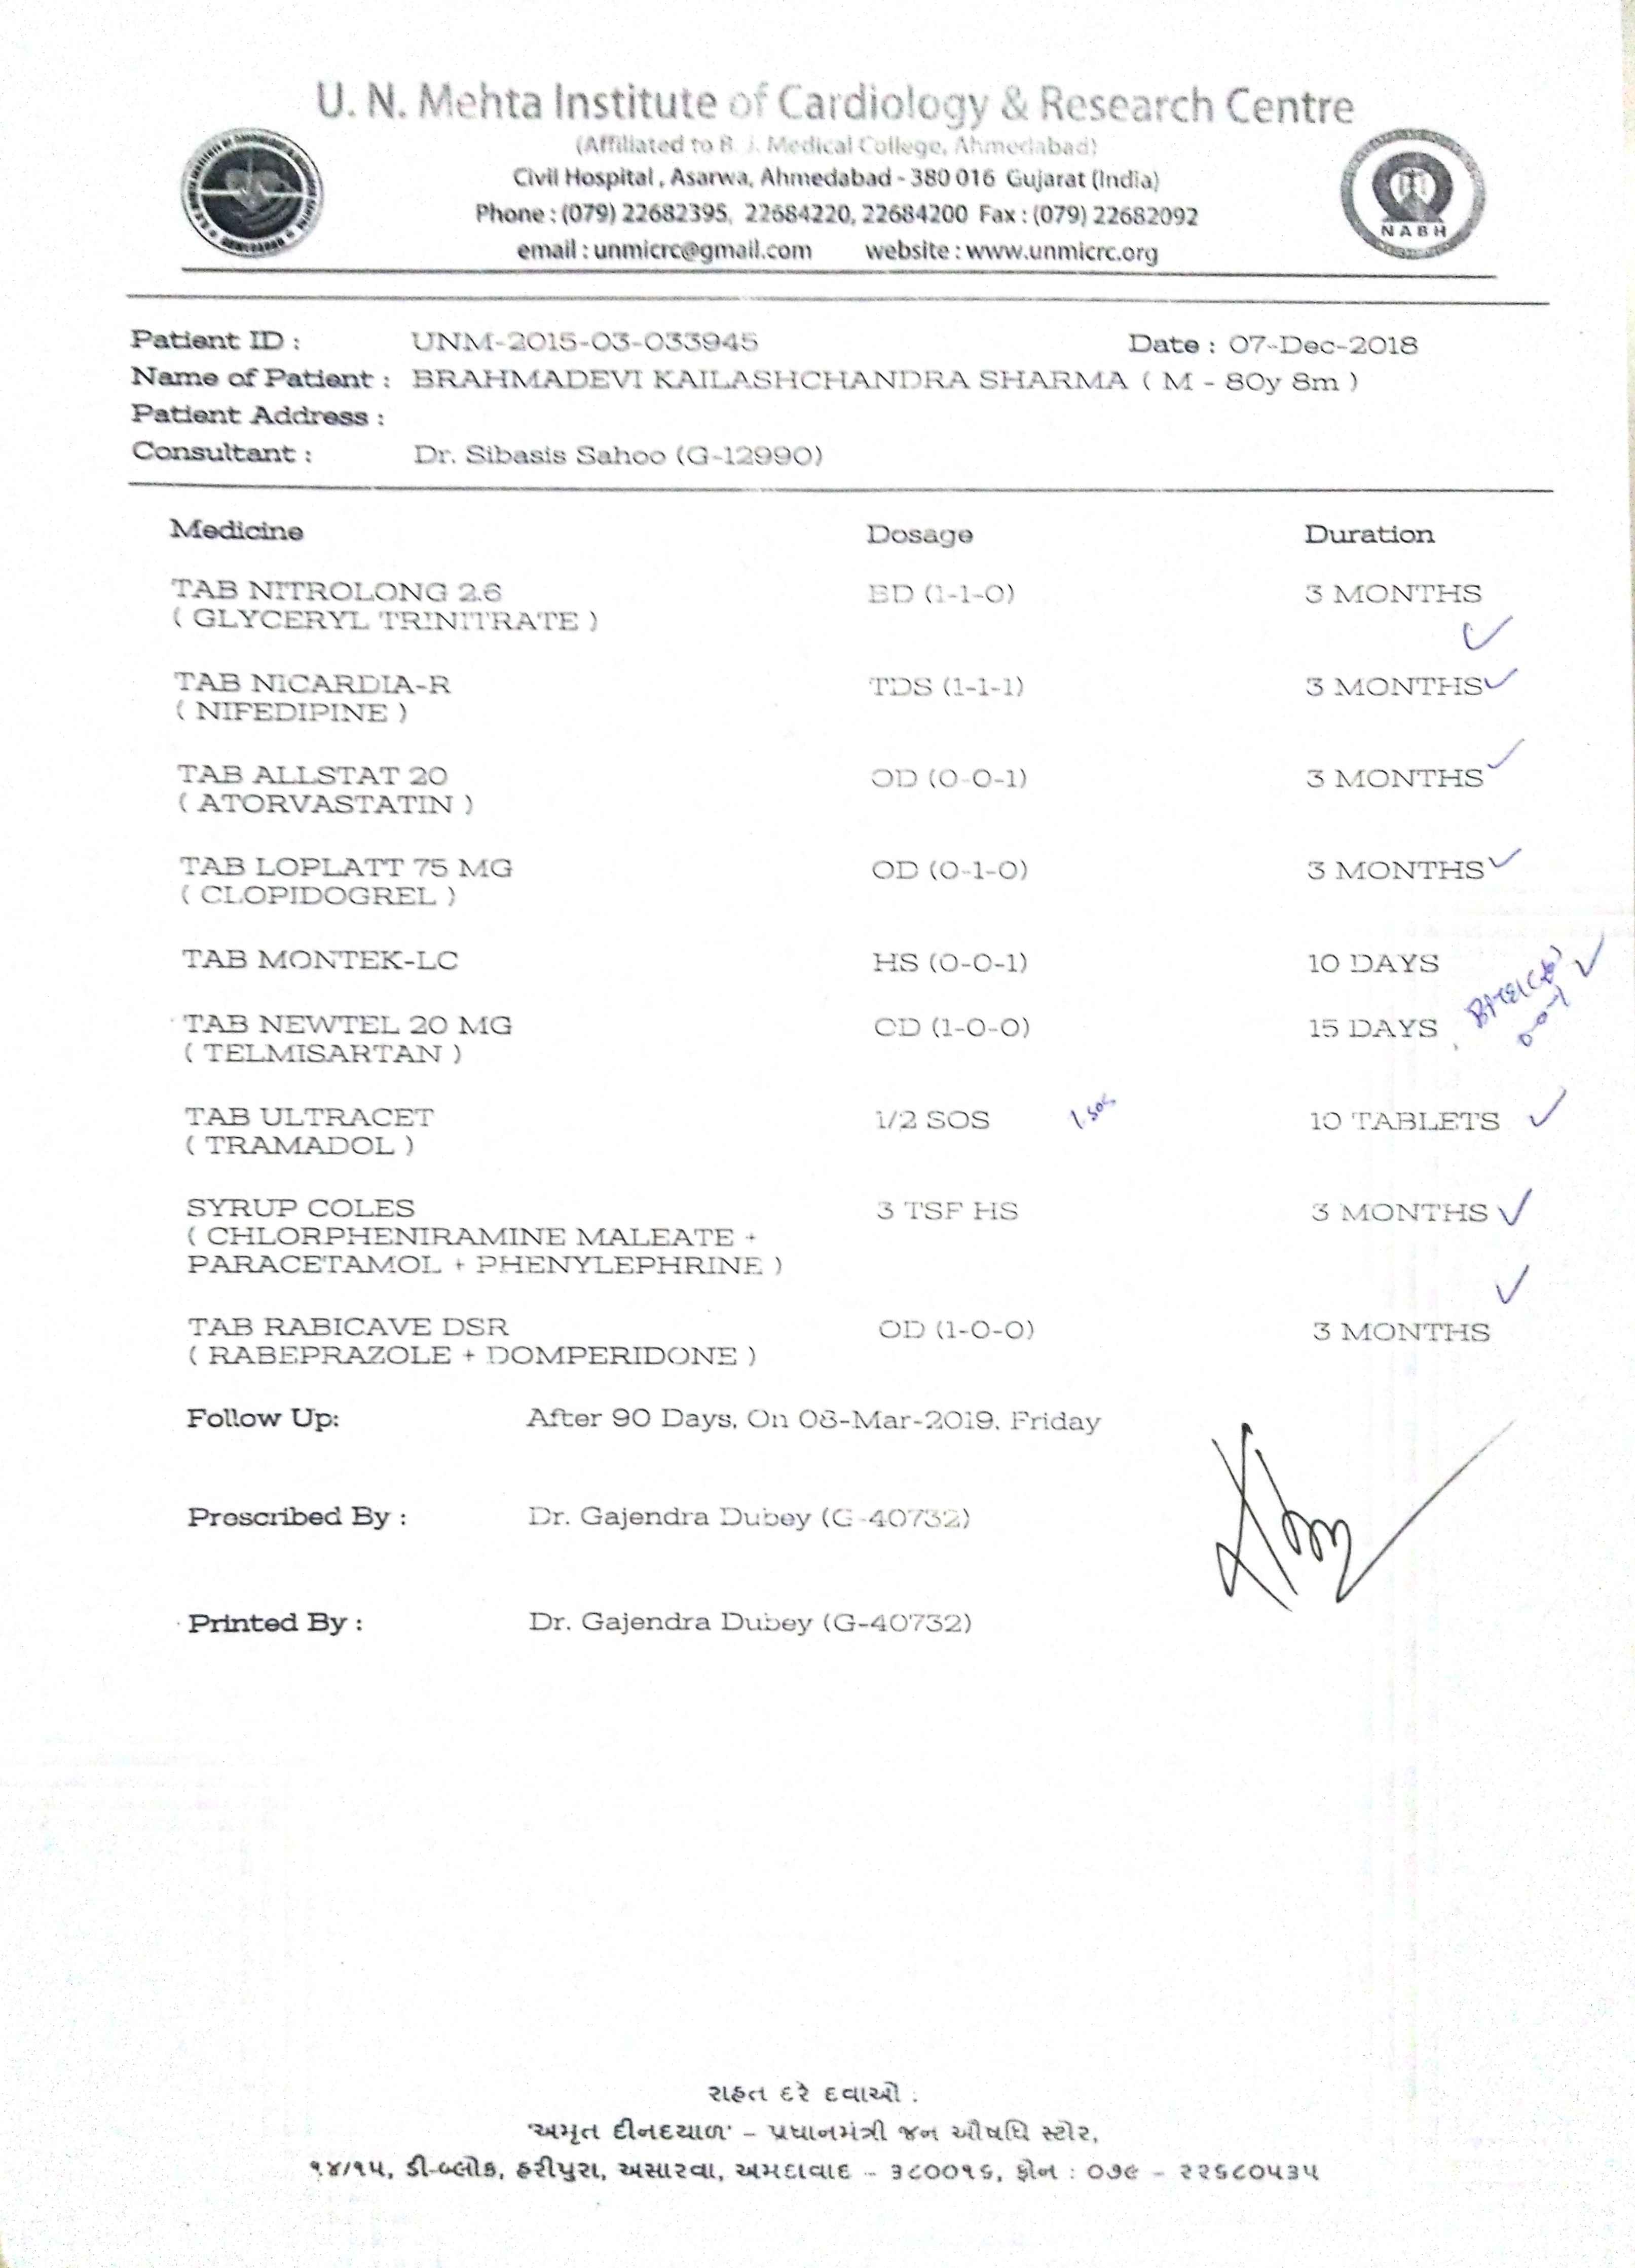 U. N. Mehta Institute of Cardiology & Research Centre
(Affiliated to B. J. Medical College, Ahmedabad)
Civil Hospital, Asarwa, Ahmedabad - 380 016 Gujarat (India)
Phone : (079) 22682395, 22684220, 22684200 Fax : (079) 22682092
email : unmicrc@gmail.com website : www.unmicrc.org
NABH
Patient ID : UNM-2015-03-033945 Date : 07-Dec-2018
Name of Patient : BRAHMADEVI KAILASHCHANDRA SHARMA ( M - 80y 8m )
Patient Address :
Consultant : Dr. Sibasis Sahoo (G-12990)
Medicine Dosage Duration
TAB NITROLONG 2.6 BD (1-1-0) 3 MONTHS
( GLYCERYL TRINITRATE )
TAB NICARDIA-R TDS (1-1-1) 3 MONTHS
( NIFEDIPINE )
TAB ALLSTAT 20 OD (0-0-1) 3 MONTHS
( ATORVASTATIN )
TAB LOPLATT 75 MG OD (0-1-0) 3 MONTHS
( CLOPIDOGREL )
TAB MONTEK-LC HS (0-0-1) 10 DAYS
0-0-1
TAB NEWTEL 20 MG OD (1-0-0) 15 DAYS
( TELMISARTAN )
TAB ULTRACET 1/2 SOS 1 sos 10 TABLETS
( TRAMADOL )
SYRUP COLES 3 TSF HS 3 MONTHS
( CHLORPHENIRAMINE MALEATE +
PARACETAMOL + PHENYLEPHRINE )
TAB RABICAVE DSR OD (1-0-0) 3 MONTHS
( RABEPRAZOLE + DOMPERIDONE )
Follow Up: After 90 Days, On 08-Mar-2019, Friday
Prescribed By : Dr. Gajendra Dubey (G-40732)
Printed By : Dr. Gajendra Dubey (G-40732)
રાહત દરે દવાઓ :
'અમૃત દીનદયાળ' – પ્રધાનમંત્રી જન ઔષધિ સ્ટોર,
૧૪/૧૫, ડી-બ્લોક, હરીપુરા, અસારવા, અમદાવાદ – ૩૮૦૦૧૬, ફોન : ૦૭૯ – ૨૨૬૮૦૫૩૫